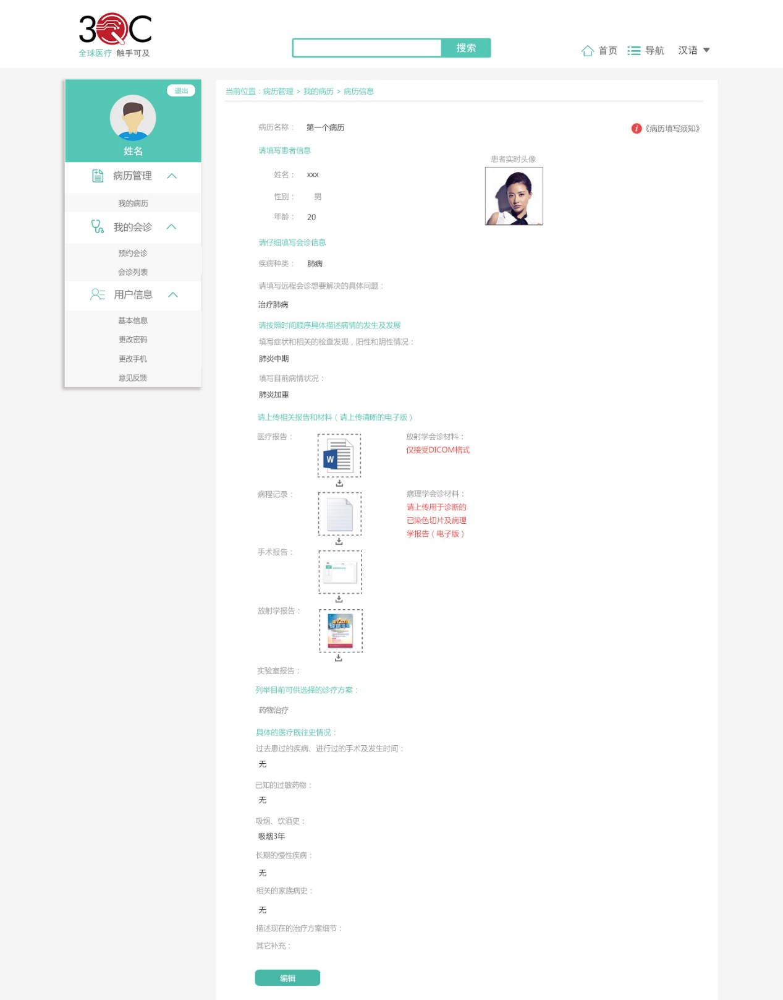 3QC
全球医疗 触手可及
搜索
首页 导航 汉语
退出
姓名
病历管理
我的病历
我的会诊
预约会诊
会诊列表
用户信息
基本信息
更改密码
更改手机
意见反馈
当前位置：病历管理 > 我的病历 > 病历信息
病历名称： 第一个病历
《病历填写须知》
请填写患者信息
患者实时头像
姓名： xxx
性别： 男
年龄： 20
请仔细填写会诊信息
疾病种类： 肺病
请填写远程会诊想要解决的具体问题：
治疗肺病
请按照时间顺序具体描述病情的发生及发展
填写症状和相关的检查发现，阳性和阴性情况：
肺炎中期
填写目前病情状况：
肺炎加重
请上传相关报告和材料（请上传清晰的电子版）
医疗报告：
W
放射学会诊材料：
仅接受DICOM格式
病程记录：
病理学会诊材料：
请上传用于诊断的
已染色切片及病理
学报告（电子版）
手术报告：
放射学报告：
实验室报告：
列举目前可供选择的诊疗方案：
药物治疗
具体的医疗既往史情况：
过去患过的疾病、进行过的手术及发生时间：
无
已知的过敏药物：
无
吸烟、饮酒史：
吸烟3年
长期的慢性疾病：
无
相关的家族病史：
无
描述现在的治疗方案细节：
其它补充：
编辑